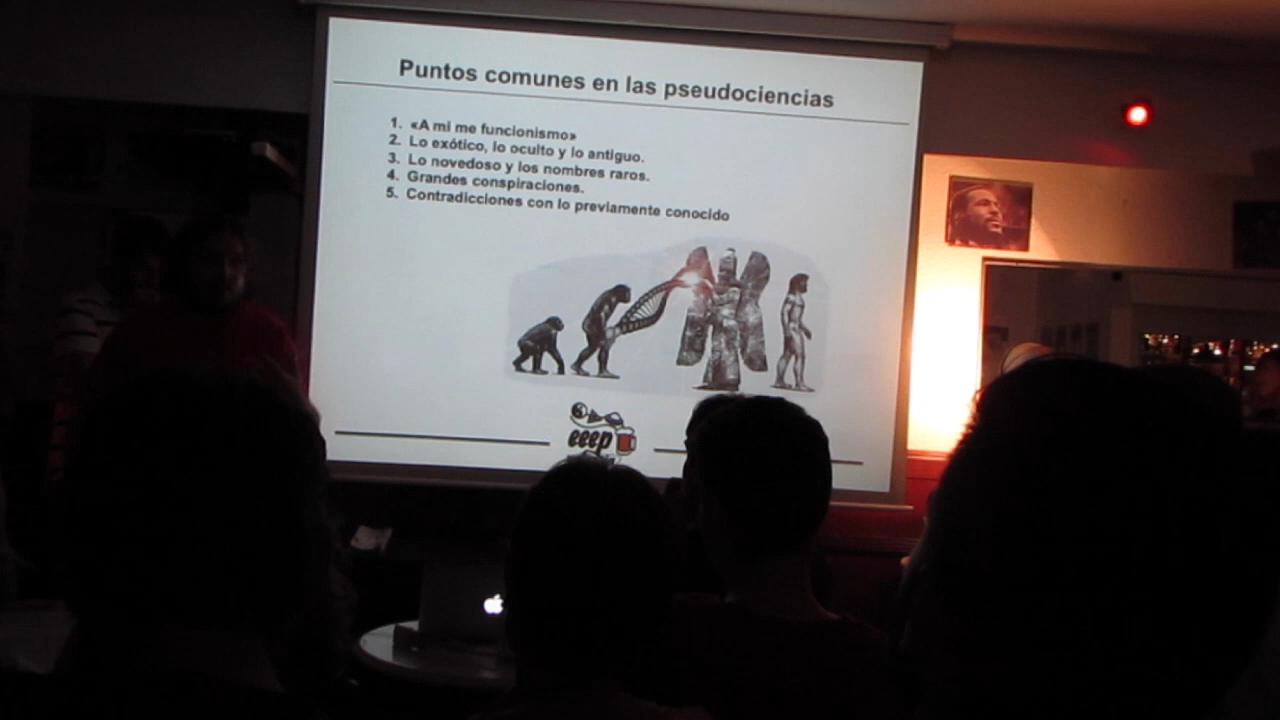 Puntos comunes en las pseudociencias
1. «A mi me funcionismo»
2. Lo exótico, lo oculto y lo antiguo.
3. Lo novedoso y los nombres raros.
4. Grandes conspiraciones.
5. Contradicciones con lo previamente conocido
eeep